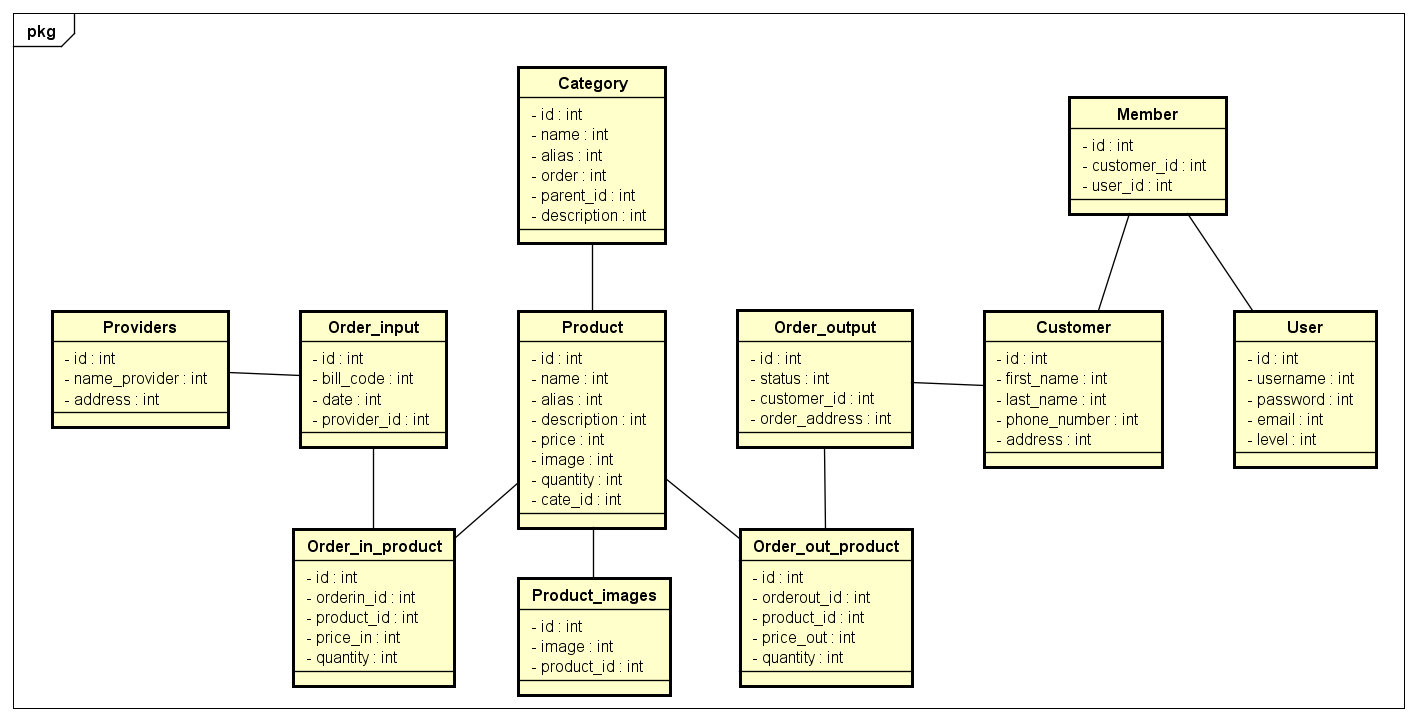 pkg
Category
- id : int
- name : int
- alias : int
- order : int
- parent_id : int
- description : int
Member
- id : int
- customer_id : int
- user_id : int
Providers
- id : int
- name_provider : int
- address : int
Order_input
- id : int
- bill_code : int
- date : int
- provider_id : int
Product
- id : int
- name : int
- alias : int
- description : int
- price : int
- image : int
- quantity : int
- cate_id : int
Order_output
- id : int
- status : int
- customer_id : int
- order_address : int
Customer
- id : int
- first_name : int
- last_name : int
- phone_number : int
- address : int
User
- id : int
- username : int
- password : int
- email : int
- level : int
Order_in_product
- id : int
- orderin_id : int
- product_id : int
- price_in : int
- quantity : int
Product_images
- id : int
- image : int
- product_id : int
Order_out_product
- id : int
- orderout_id : int
- product_id : int
- price_out : int
- quantity : int